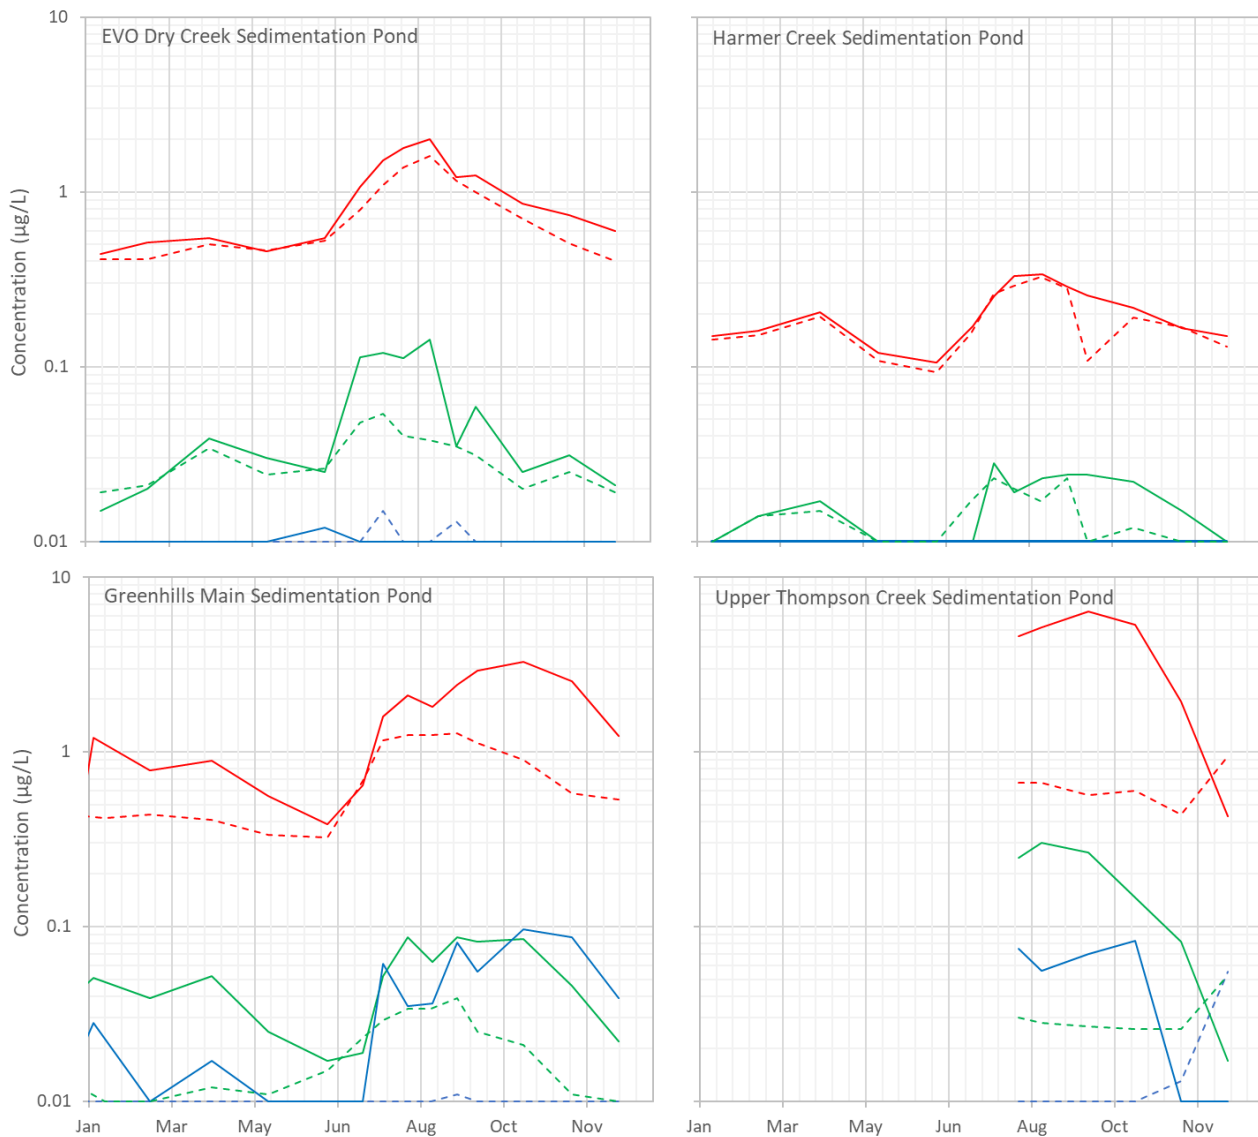 10
EVO Dry Creek Sedimentation Pond
Harmer Creek Sedimentation Pond
1
0.1
0.01
Concentration (µg/L)
10
Greenhills Main Sedimentation Pond
Upper Thompson Creek Sedimentation Pond
1
0.1
0.01
Concentration (µg/L)
Jan Mar May Jun Aug Oct Nov
Jan Mar May Jun Aug Oct Nov